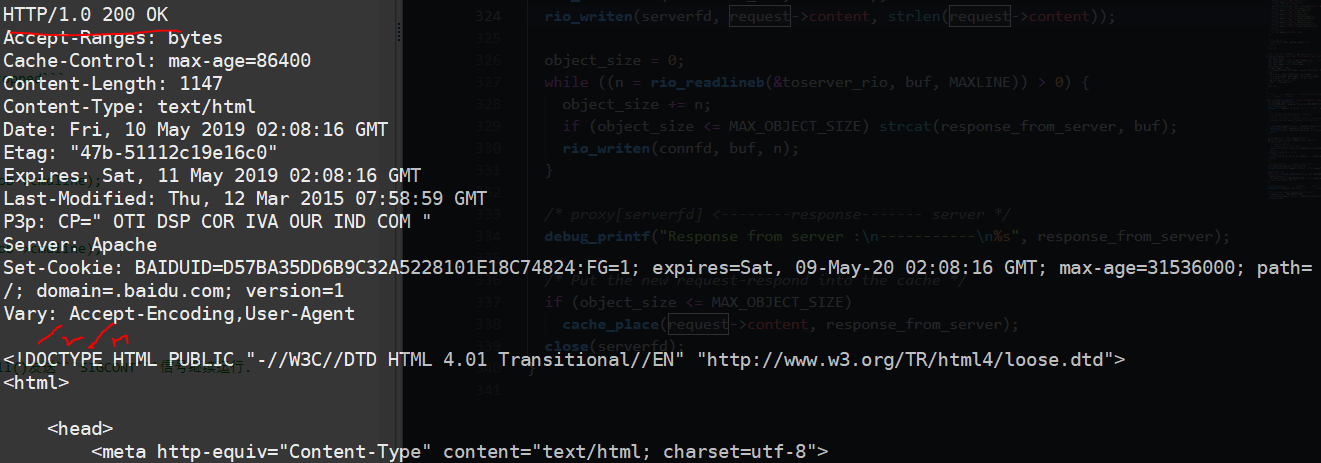 HTTP/1.0 200 OK
Accept-Ranges: bytes
Cache-Control: max-age=86400
Content-Length: 1147
Content-Type: text/html
Date: Fri, 10 May 2019 02:08:16 GMT
Etag: "47b-51112c19e16c0"
Expires: Sat, 11 May 2019 02:08:16 GMT
Last-Modified: Thu, 12 Mar 2015 07:58:59 GMT
P3p: CP=" OTI DSP COR IVA OUR IND COM "
Server: Apache
Set-Cookie: BAIDUID=D57BA35DD6B9C32A5228101E18C74824:FG=1; expires=Sat, 09-May-20 02:08:16 GMT; max-age=31536000; path=
/; domain=.baidu.com; version=1
Vary: Accept-Encoding,User-Agent
<!DOCTYPE HTML PUBLIC "-//W3C//DTD HTML 4.01 Transitional//EN" "http://www.w3.org/TR/html4/loose.dtd">
<html>
<head>
<meta http-equiv="Content-Type" content="text/html; charset=utf-8">
324 rio_writen(serverfd, request->content, strlen(request->content));
325
326 object_size = 0;
327 while ((n = rio_readlineb(&toserver_rio, buf, MAXLINE)) > 0) {
328 object_size += n;
329 if (object_size <= MAX_OBJECT_SIZE) strcat(response_from_server, buf);
330 rio_writen(connfd, buf, n);
331 }
333 /* proxy[serverfd] <--------response------- server */
334 debug_printf("Response from server :\n-----------\n%s", response_from_server);
/* Put the new request-respond into the cache */
337 if (object_size <= MAX_OBJECT_SIZE)
338 cache_place(request->content, response_from_server);
339 close(serverfd);
}
341